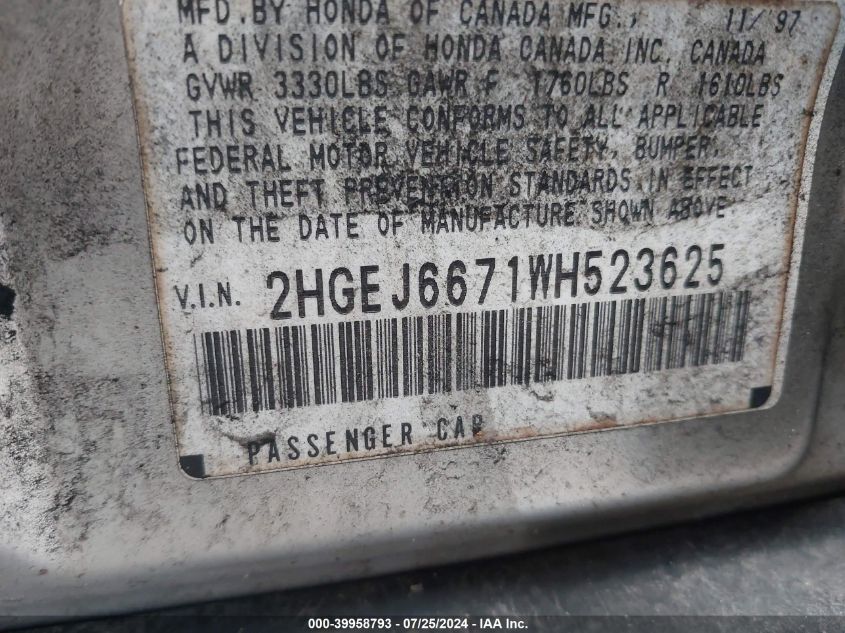 MFD. BY HONDA OF CANADA MFG., 11/97
A DIVISION OF HONDA CANADA INC. CANADA
GVWR 3330LBS GAWR F 1760LBS R 1610LBS
THIS VEHICLE CONFORMS TO ALL APPLICABLE
FEDERAL MOTOR VEHICLE SAFETY, BUMPER,
AND THEFT PREVENTION STANDARDS IN EFFECT
ON THE DATE OF MANUFACTURE SHOWN ABOVE.
V.I.N. 2HGEJ6671WH523625
PASSENGER CAR
000-39958793 - 07/25/2024 - IAA Inc.